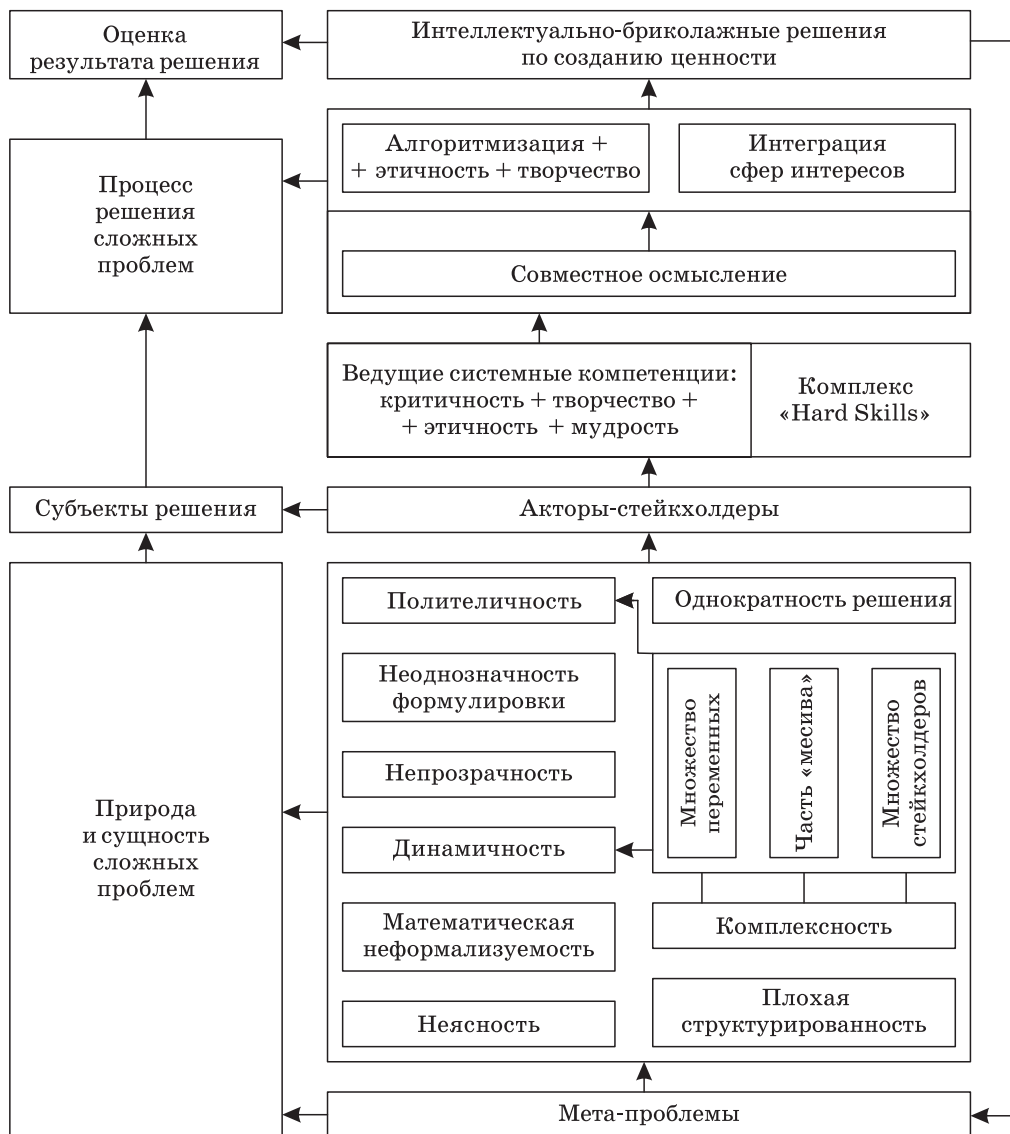 Оценка
результата решения
Интеллектуально-бриколажные решения
по созданию ценности
Процесс
решения
сложных
проблем
Алгоритмизация +
+ этичность + творчество
Интеграция
сфер интересов
Совместное осмысление
Ведущие системные компетенции:
критичность + творчество +
+ этичность + мудрость
Комплекс
«Hard Skills»
Субъекты решения
Акторы-стейкхолдеры
Природа
и сущность
сложных
проблем
Полителичность
Однократность решения
Неоднозначность
формулировки
Непрозрачность
Динамичность
Математическая
неформализуемость
Неясность
Множество
переменных
Часть «месива»
Множество
стейкхолдеров
Комплексность
Плохая
структурированность
Мета-проблемы